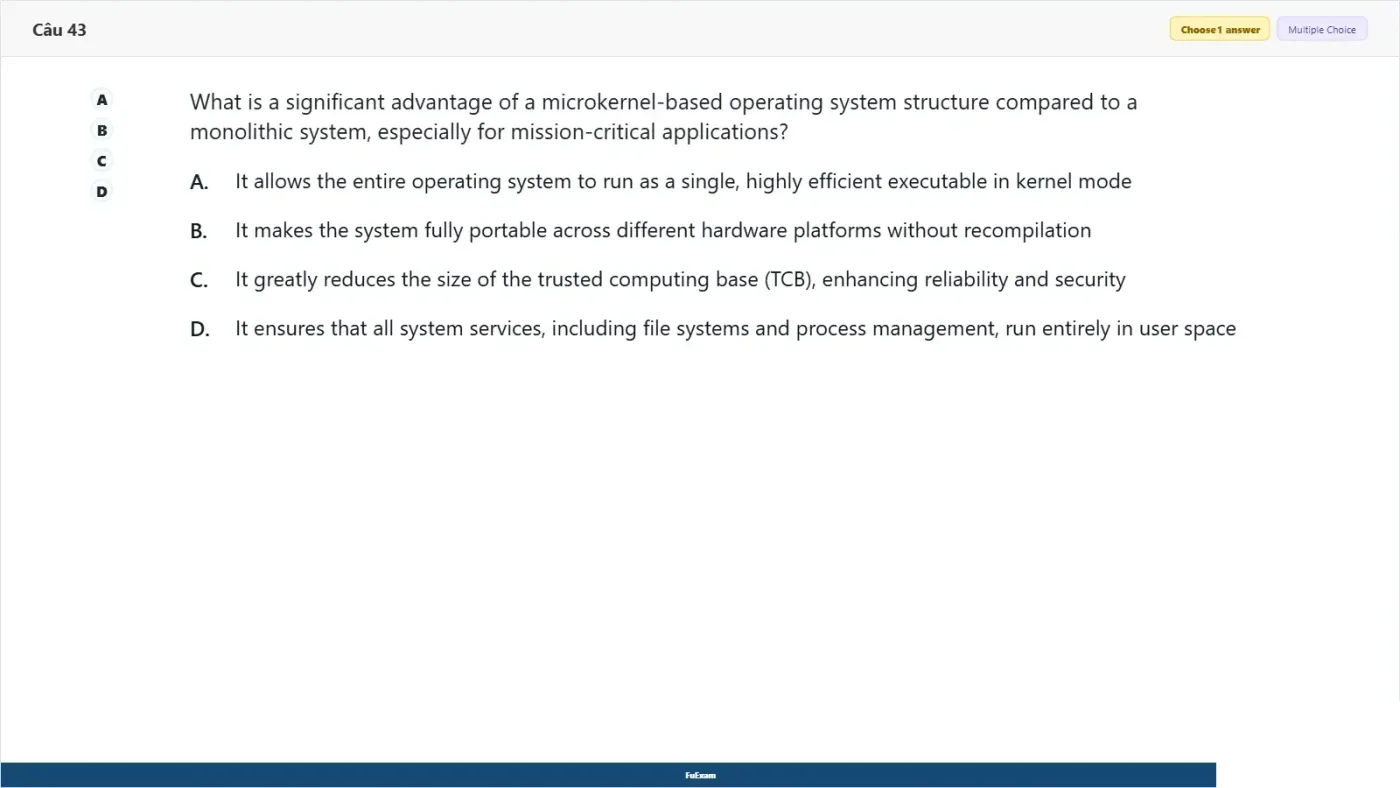 Câu 43
Choose 1 answer
Multiple Choice
A
B
C
D
What is a significant advantage of a microkernel-based operating system structure compared to a
monolithic system, especially for mission-critical applications?
A. It allows the entire operating system to run as a single, highly efficient executable in kernel mode
B. It makes the system fully portable across different hardware platforms without recompilation
C. It greatly reduces the size of the trusted computing base (TCB), enhancing reliability and security
D. It ensures that all system services, including file systems and process management, run entirely in user space
FuExam